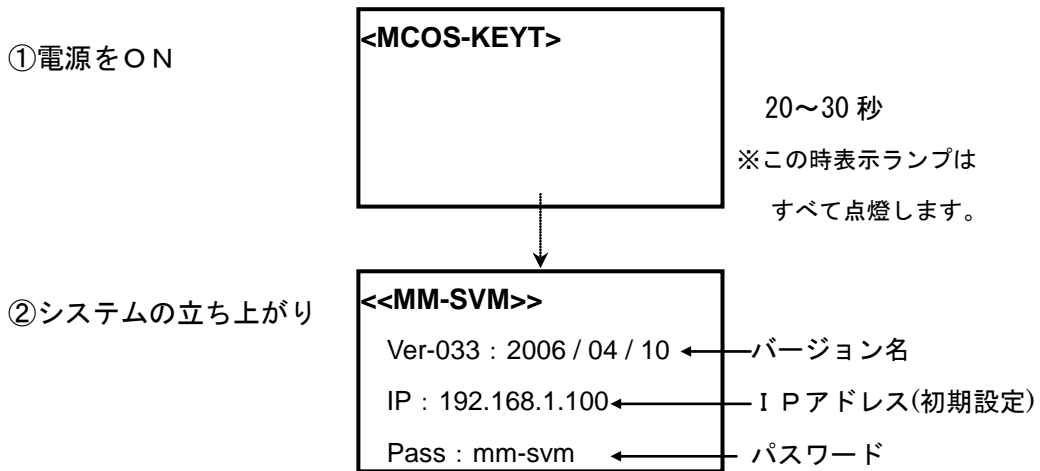 ①電源をＯＮ
<MCOS-KEYT>
20～30 秒
※この時表示ランプは
すべて点燈します。
②システムの立ち上がり
<<MM-SVM>>
Ver-033：2006 / 04 / 10 バージョン名
IP：192.168.1.100 ＩＰアドレス(初期設定)
Pass：mm-svm パスワード